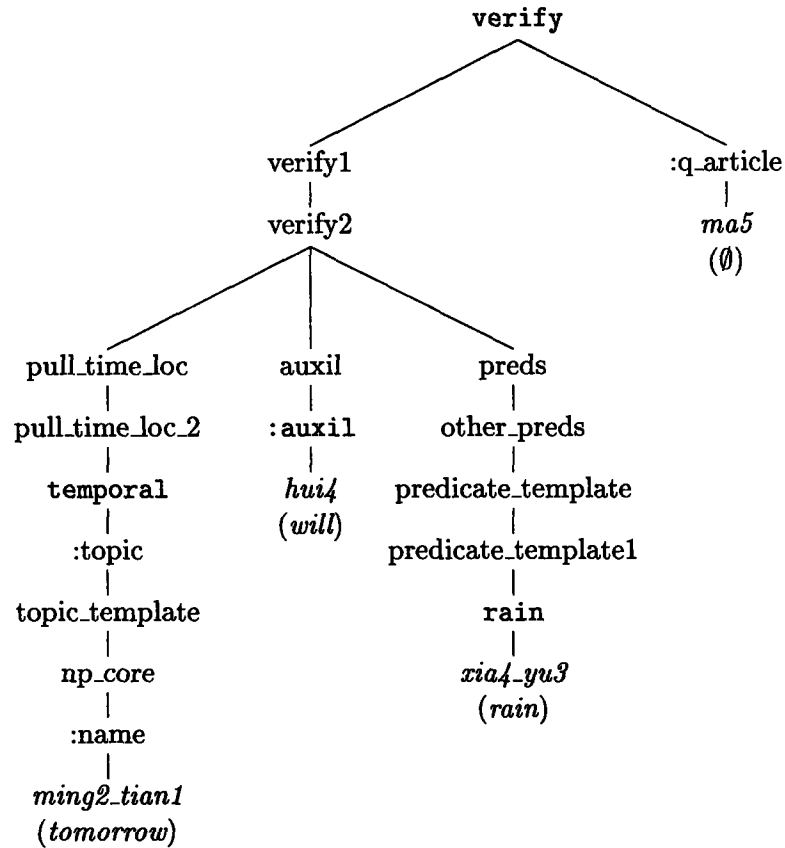 verify
verify1 :q_article
verify2 ma5
(∅)
pull_time_loc auxil preds
pull_time_loc_2 :auxil other_preds
temporal hui4 predicate_template
(will)
:topic predicate_template1
topic_template rain
np_core xia4_yu3
(rain)
:name
ming2_tian1
(tomorrow)